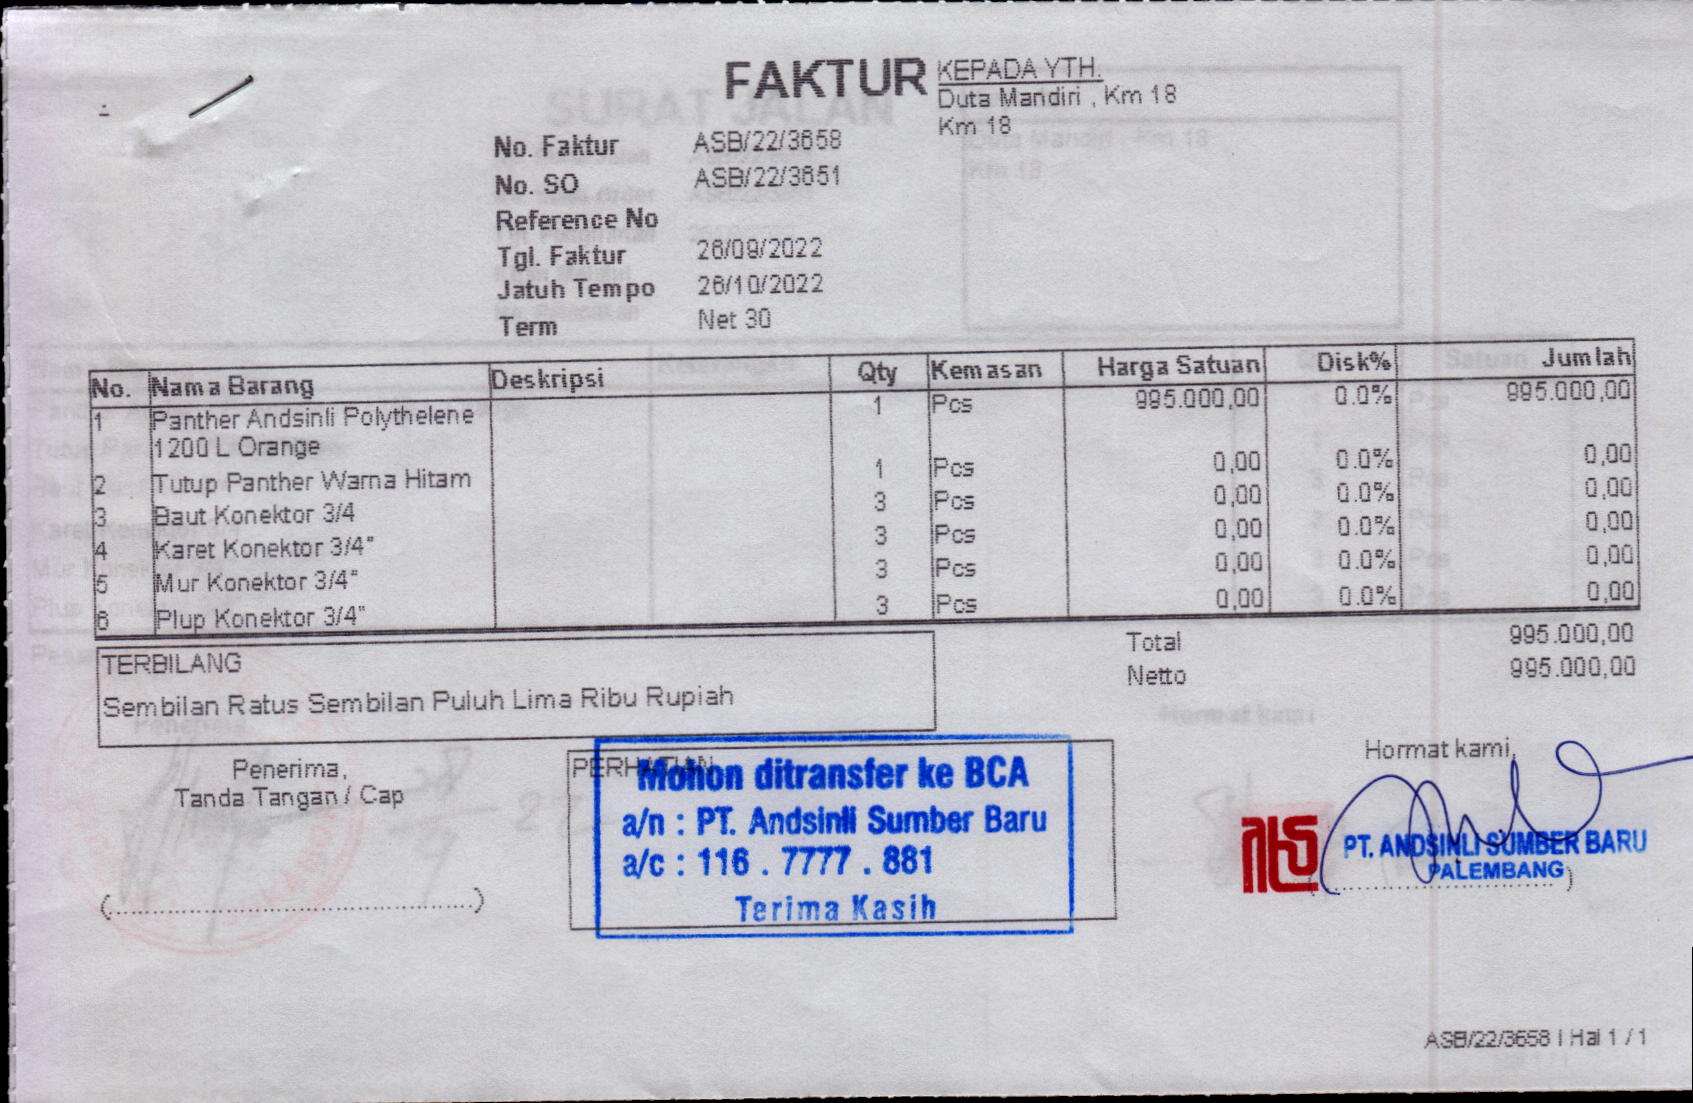 FAKTUR
KEPADA YTH.
Duta Mandiri , Km 18
Km 18
No. Faktur ASB/22/3658
No. SO ASB/22/3651
Reference No
Tgl. Faktur 26/09/2022
Jatuh Tempo 26/10/2022
Term Net 30
No. Nama Barang Deskripsi Qty Kemasan Harga Satuan Disk% Jumlah
1 Panther Andsinli Polythelene 1 Pcs 995.000,00 0.0% 995.000,00
1200 L Orange
2 Tutup Panther Warna Hitam 1 Pcs 0,00 0.0% 0,00
3 Baut Konektor 3/4 3 Pcs 0,00 0.0% 0,00
4 Karet Konektor 3/4" 3 Pcs 0,00 0.0% 0,00
5 Mur Konektor 3/4" 3 Pcs 0,00 0.0% 0,00
6 Plup Konektor 3/4" 3 Pcs 0,00 0.0% 0,00
Total 995.000,00
Netto 995.000,00
TERBILANG
Sembilan Ratus Sembilan Puluh Lima Ribu Rupiah
Penerima,
Tanda Tangan / Cap
(...)
PERHATIAN
Mohon ditransfer ke BCA
a/n : PT. Andsinli Sumber Baru
a/c : 116 . 7777 . 881
Terima Kasih
Hormat kami,
PT. ANDSINLI SUMBER BARU
PALEMBANG
ASB/22/3658 | Hal 1 / 1